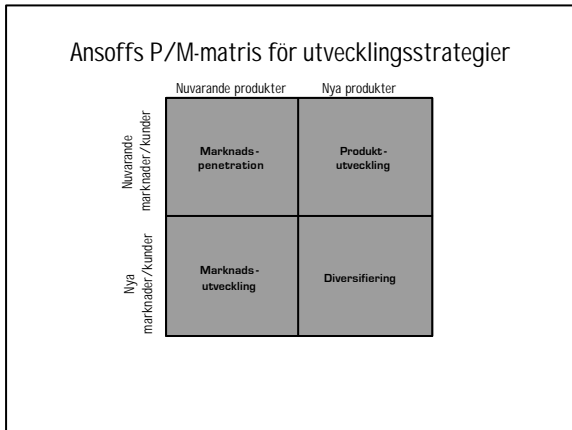 Ansoffs P/M-matris för utvecklingsstrategier
Nuvarande produkter
Nya produkter
Nuvarande
marknader/kunder
Marknads-
penetration
Produkt-
utveckling
Nya
marknader/kunder
Marknads-
utveckling
Diversifiering